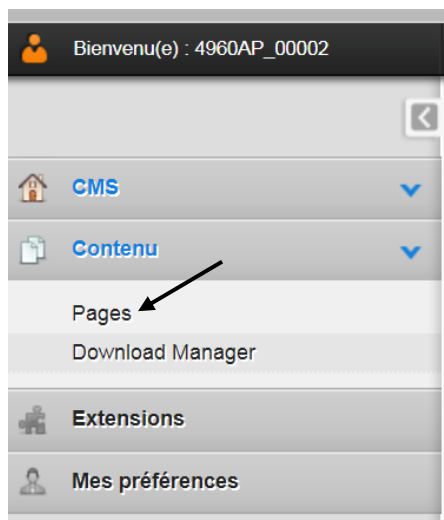 Bienvenu(e) : 4960AP_00002
CMS
Contenu
Pages
Download Manager
Extensions
Mes préférences